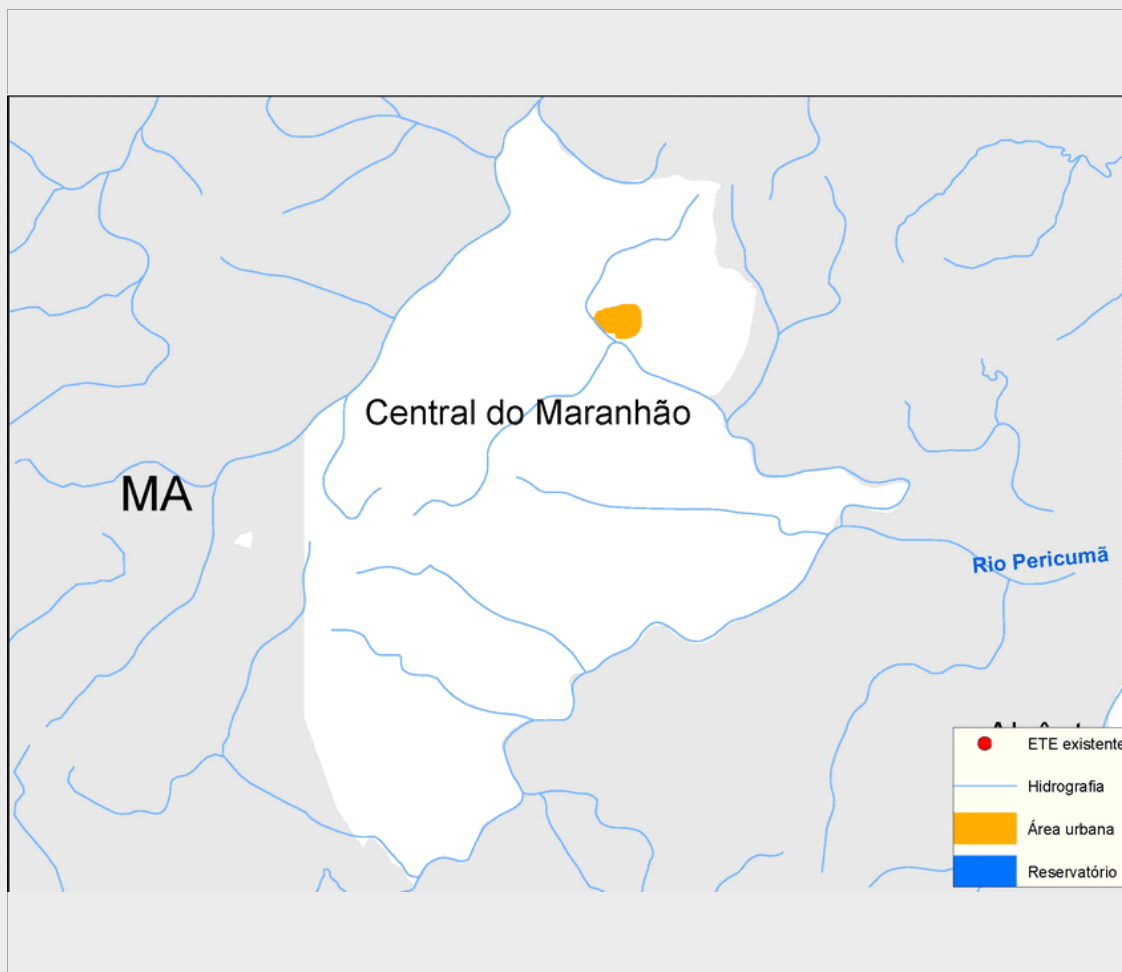 Central do Maranhão
MA
Rio Pericumã
ETE existente
Hidrografia
Área urbana
Reservatório